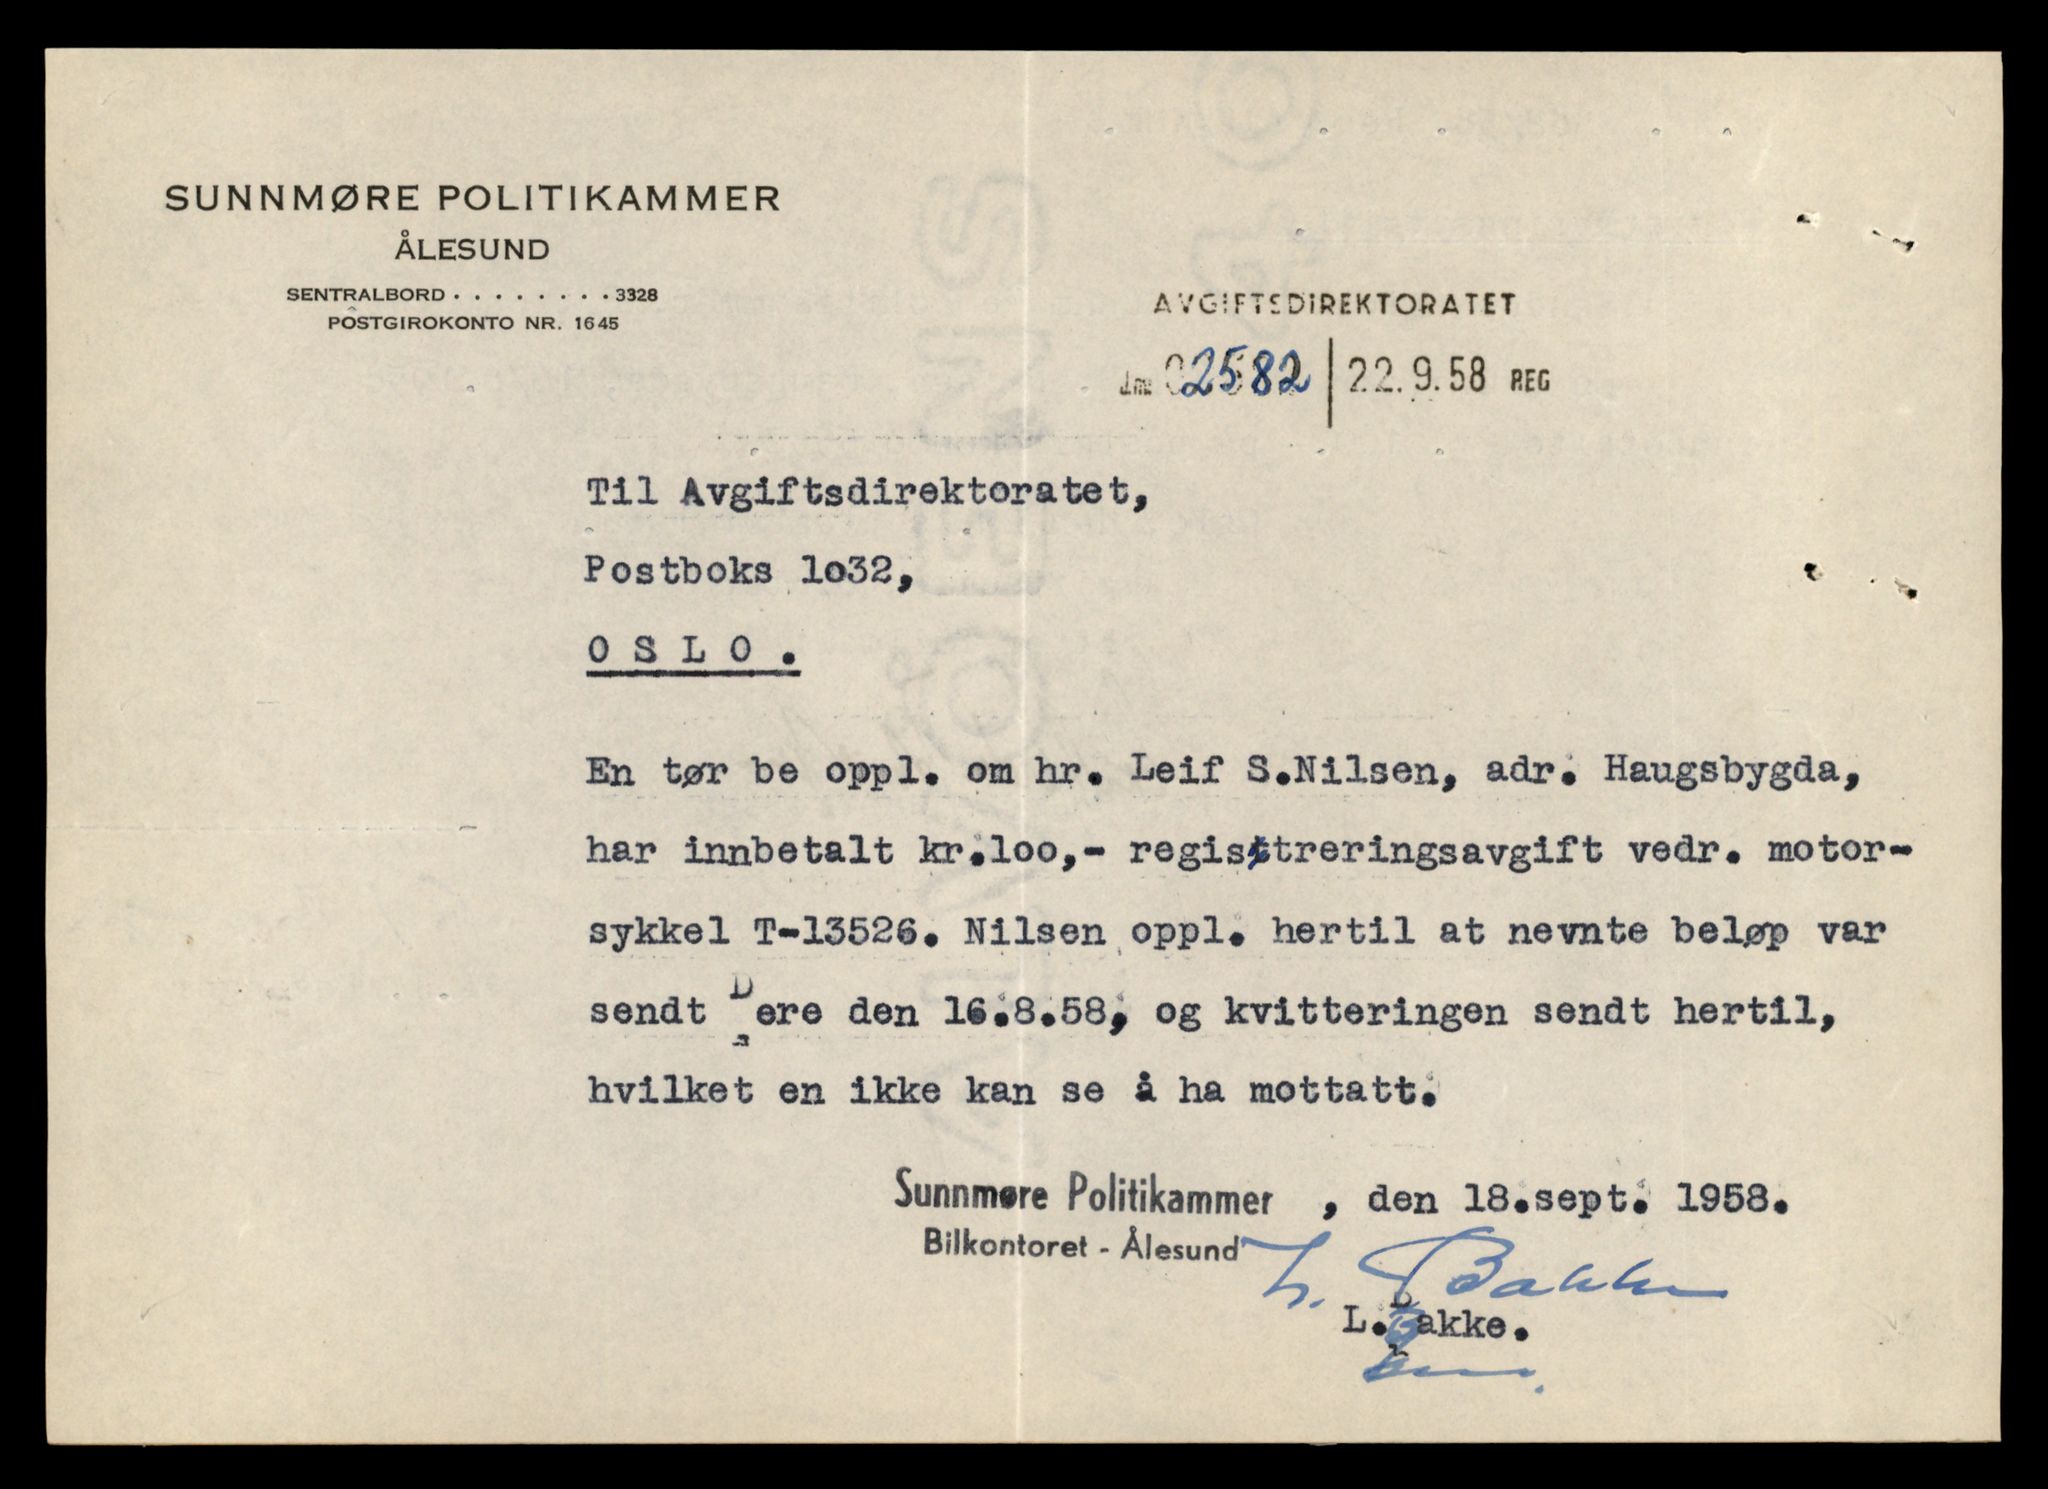 SUNNMØRE POLITIKAMMER
ÅLESUND
SENTRALBORD . . . . . . . . 3328
POSTGIROKONTO NR. 1645
AVGIFTSDIREKTORATET
Jnr 02582 | 22.9.58 REG
Til Avgiftsdirektoratet,
Postboks 1o32,
O S L O .
En tør be oppl. om hr. Leif S.Nilsen, adr. Haugsbygda,
har innbetalt kr.1oo,- registreringsavgift vedr. motor-
sykkel T-13526. Nilsen oppl. hertil at nevnte beløp var
sendt Dere den 16.8.58, og kvitteringen sendt hertil,
hvilket en ikke kan se å ha mottatt.
Sunnmøre Politikammer , den 18.sept. 1958.
Bilkontoret - Ålesund
L. Bakke
L.Bakke.